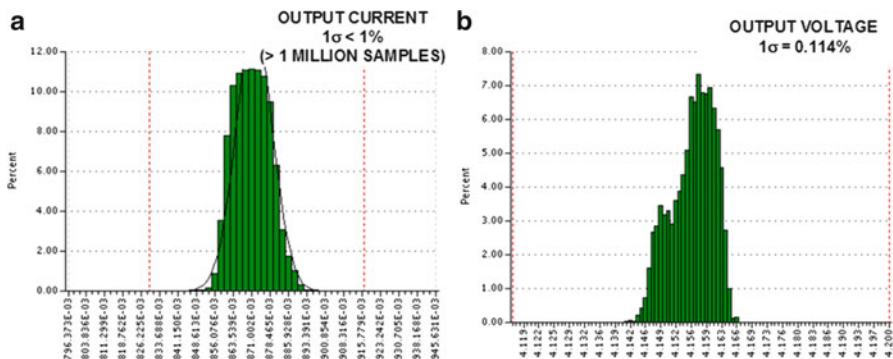 a
OUTPUT CURRENT
1σ < 1%
(> 1 MILLION SAMPLES)
12.00
10.00
8.00
6.00
4.00
2.00
0.00
Percent
796.373E-03
803.836E-03
811.299E-03
818.762E-03
826.225E-03
833.688E-03
841.150E-03
848.613E-03
856.076E-03
863.539E-03
871.002E-03
878.465E-03
885.928E-03
893.391E-03
900.854E-03
908.316E-03
915.779E-03
923.242E-03
930.705E-03
938.168E-03
945.631E-03
b
OUTPUT VOLTAGE
1σ = 0.114%
8.00
7.00
6.00
5.00
4.00
3.00
2.00
1.00
0.00
Percent
4.119
4.122
4.125
4.129
4.132
4.136
4.139
4.142
4.146
4.149
4.152
4.156
4.159
4.163
4.166
4.169
4.173
4.176
4.180
4.183
4.186
4.190
4.193
4.197
4.200